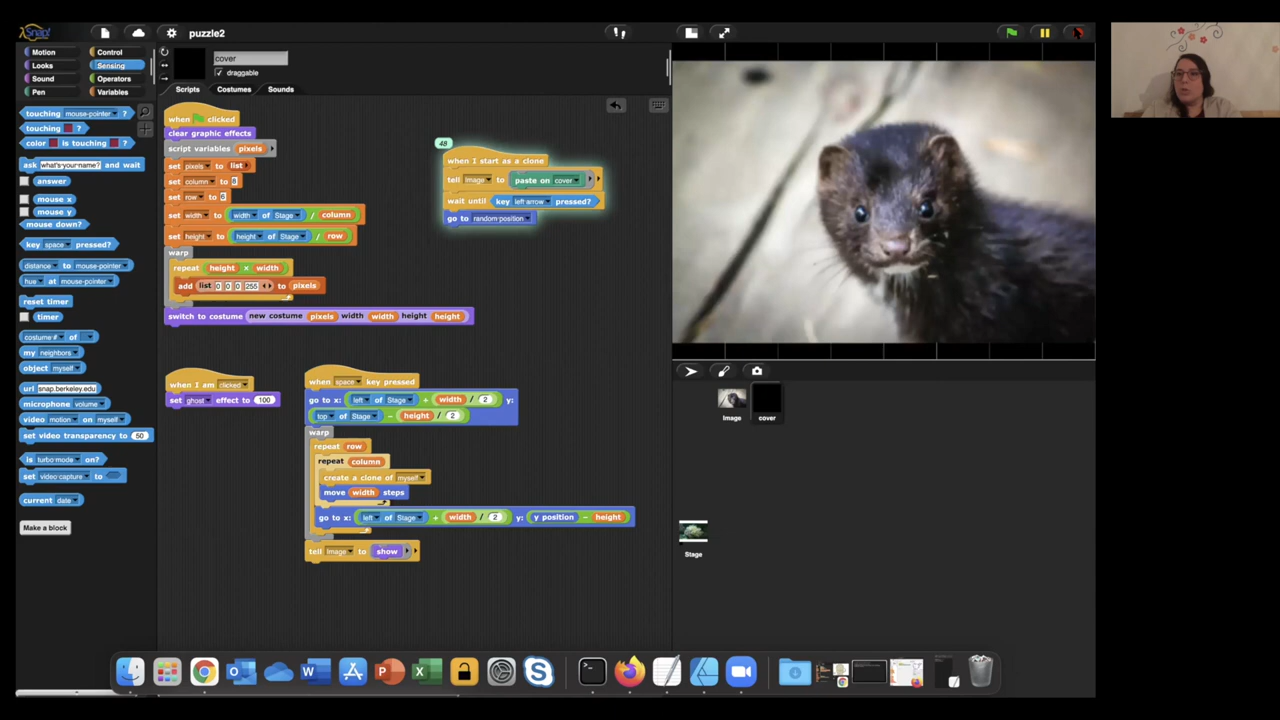 Snap!
puzzle2
Motion
Control
Looks
Sensing
Sound
Operators
Pen
Variables
cover
draggable
Scripts
Costumes
Sounds
touching mouse-pointer ?
touching ?
color is touching ?
ask what's your name? and wait
answer
mouse x
mouse y
mouse down?
key space pressed?
distance to mouse-pointer
hue at mouse-pointer
reset timer
timer
costume # of
my neighbors
object myself
url snap.berkeley.edu
microphone volume
video motion on myself
set video transparency to 50
is turbo mode on?
set video capture to
current date
Make a block
when clicked
clear graphic effects
script variables pixels
set pixels to list
set column to 8
set row to 6
set width to width of Stage / column
set height to height of Stage / row
warp
repeat height × width
add list 0 0 0 255 to pixels
switch to costume new costume pixels width width height height
48
when I start as a clone
tell Image to paste on cover
wait until key left arrow pressed?
go to random position
when I am clicked
set ghost effect to 100
when space key pressed
go to x: left of Stage + width / 2 y:
top of Stage − height / 2
warp
repeat row
repeat column
create a clone of myself
move width steps
go to x: left of Stage + width / 2 y: y position − height
tell Image to show
Image
cover
Stage